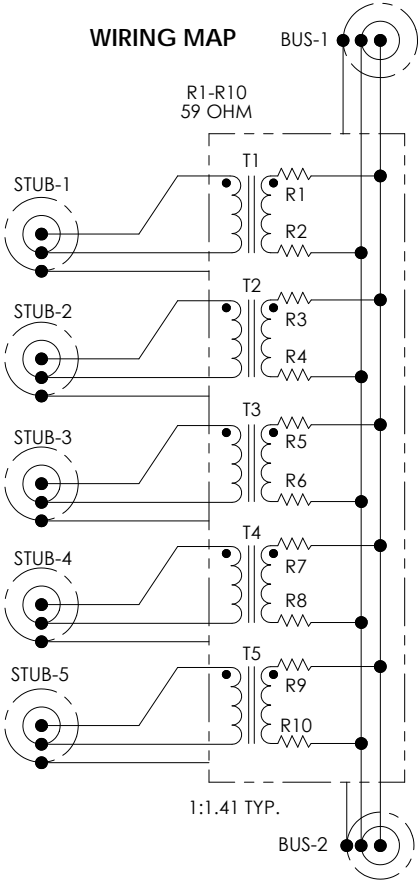 WIRING MAP
BUS-1
R1-R10
59 OHM
T1
STUB-1
R1
R2
T2
STUB-2
R3
R4
T3
STUB-3
R5
R6
T4
STUB-4
R7
R8
T5
STUB-5
R9
R10
1:1.41 TYP.
BUS-2